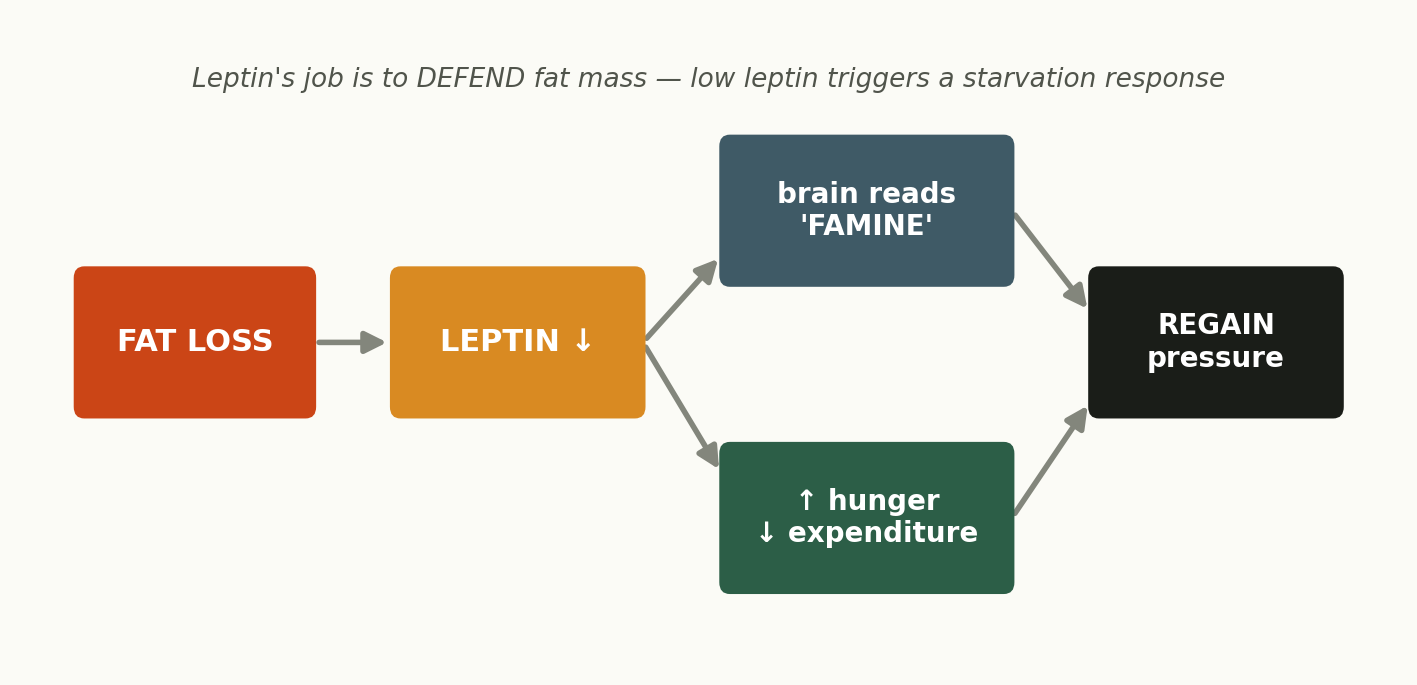 Leptin's job is to DEFEND fat mass — low leptin triggers a starvation response
FAT LOSS
LEPTIN ↓
brain reads
'FAMINE'
↑ hunger
↓ expenditure
REGAIN
pressure